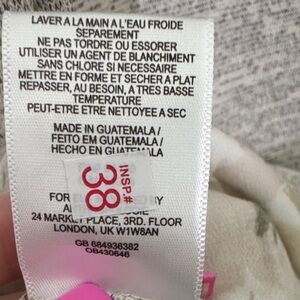 LAVER A LA MAIN A L'EAU FROIDE
SEPAREMENT
NE PAS TORDRE OU ESSORER
UTILISER UN AGENT DE BLANCHIMENT
SANS CHLORE SI NECESSAIRE
METTRE EN FORME ET SECHER A PLAT
REPASSER, AU BESOIN, A TRES BASSE
TEMPERATURE
PEUT-ETRE ETRE NETTOYEE A SEC
MADE IN GUATEMALA /
FEITO EM GUATEMALA /
HECHO EN GUATEMALA
INSP.#
38
FOR
24 MARKET PLACE, 3RD. FLOOR
LONDON, UK W1W8AN
GB 684936382
OB430646